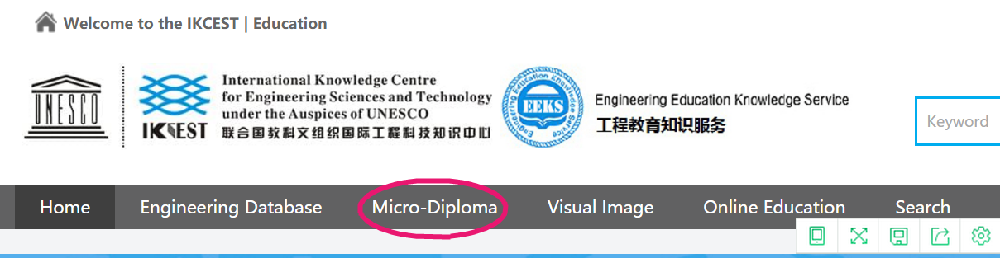 Welcome to the IKCEST | Education
UNESCO
IKCEST
International Knowledge Centre
for Engineering Sciences and Technology
under the Auspices of UNESCO
联合国教科文组织国际工程科技知识中心
Engineering Education Knowledge Service
EEKS
Engineering Education Knowledge Service
工程教育知识服务
Keyword
Home Engineering Database Micro-Diploma Visual Image Online Education Search